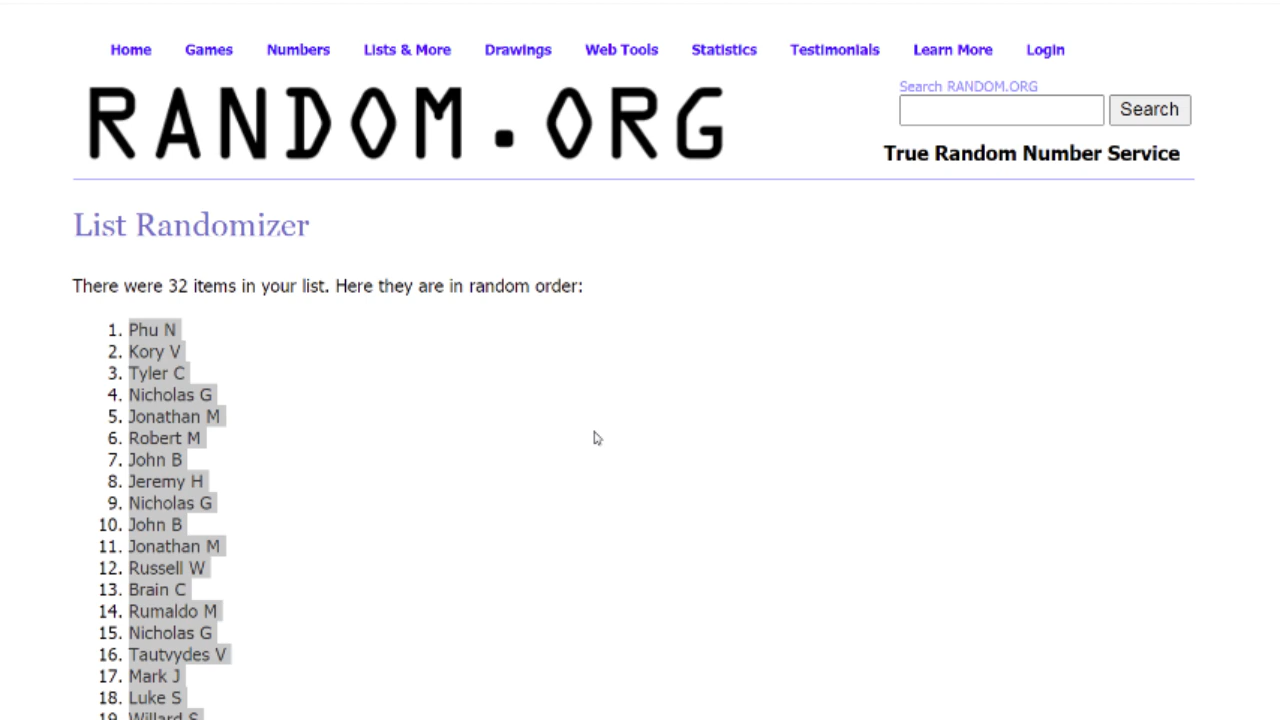 Home Games Numbers Lists & More Drawings Web Tools Statistics Testimonials Learn More Login
RANDOM.ORG
Search RANDOM.ORG
Search
True Random Number Service
List Randomizer
There were 32 items in your list. Here they are in random order:
1. Phu N
2. Kory V
3. Tyler C
4. Nicholas G
5. Jonathan M
6. Robert M
7. John B
8. Jeremy H
9. Nicholas G
10. John B
11. Jonathan M
12. Russell W
13. Brain C
14. Rumaldo M
15. Nicholas G
16. Tautvydes V
17. Mark J
18. Luke S
19. Willard S